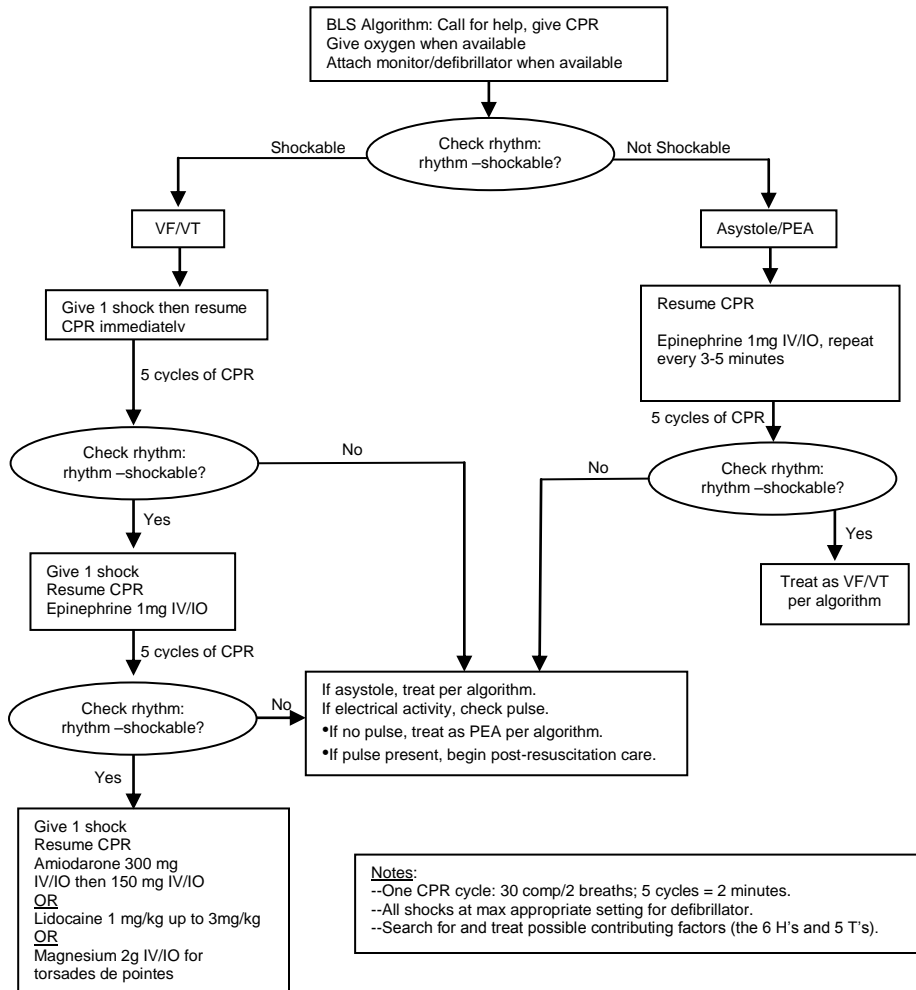 BLS Algorithm: Call for help, give CPR
Give oxygen when available
Attach monitor/defibrillator when available
Check rhythm:
rhythm –shockable?
Shockable
Not Shockable
VF/VT
Asystole/PEA
Give 1 shock then resume
CPR immediately
Resume CPR
Epinephrine 1mg IV/IO, repeat
every 3-5 minutes
5 cycles of CPR
5 cycles of CPR
Check rhythm:
rhythm –shockable?
No
No
Check rhythm:
rhythm –shockable?
Yes
Yes
Give 1 shock
Resume CPR
Epinephrine 1mg IV/IO
Treat as VF/VT
per algorithm
5 cycles of CPR
Check rhythm:
rhythm –shockable?
No
If asystole, treat per algorithm.
If electrical activity, check pulse.
•If no pulse, treat as PEA per algorithm.
•If pulse present, begin post-resuscitation care.
Yes
Give 1 shock
Resume CPR
Amiodarone 300 mg
IV/IO then 150 mg IV/IO
OR
Lidocaine 1 mg/kg up to 3mg/kg
OR
Magnesium 2g IV/IO for
torsades de pointes
Notes:
--One CPR cycle: 30 comp/2 breaths; 5 cycles = 2 minutes.
--All shocks at max appropriate setting for defibrillator.
--Search for and treat possible contributing factors (the 6 H's and 5 T's).